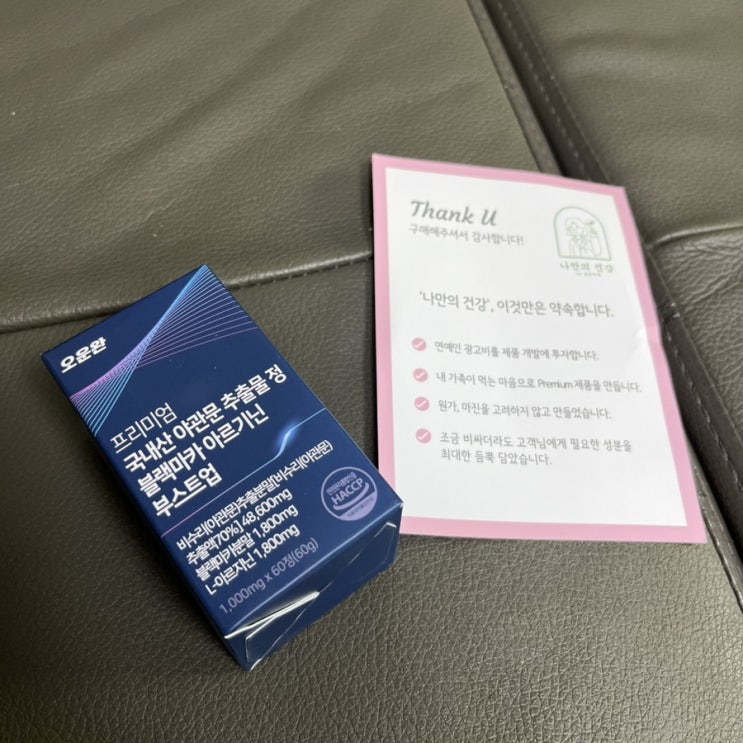 오운완
프리미엄
국내산 야관문 추출물 정
블랙마카 아르기닌
부스트업
비수리(야관문)추출분말[비수리(야관문)
추출액(70%)] 48,600mg
블랙마카분말 1,800mg
L-아르지닌 1,800mg
1,000mg x 60정(60g)
HACCP
Thank U
구매해주셔서 감사합니다!
나만의 건강
'나만의 건강', 이것만은 약속합니다.
연예인 광고비를 제품 개발에 투자합니다.
내 가족이 먹는 마음으로 Premium 제품을 만듭니다.
원가, 마진을 고려하지 않고 만들었습니다.
조금 비싸더라도 고객님에게 필요한 성분을
최대한 듬뿍 담았습니다.